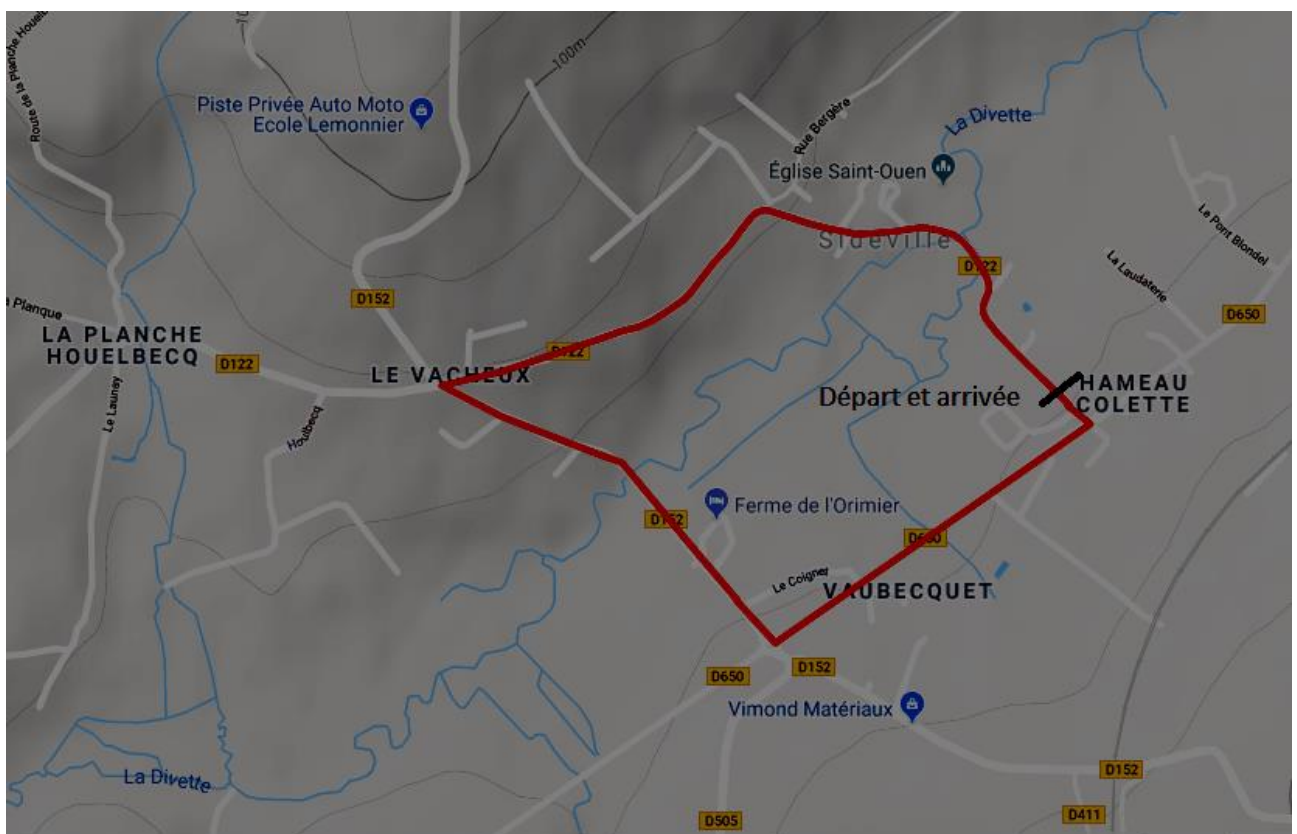 Route de la Planche Houelb
10
100m
Piste Privée Auto Moto
Ecole Lemonnier
Rue Bergère
La Divette
Église Saint-Ouen
Sideville
Le Pont Blondel
La Laudaterie
D122
D152
D650
a Planque
LA PLANCHE
HOUELBECQ
D122
D122
LE VACHEUX
Départ et arrivée
HAMEAU
COLETTE
Le Launay
Houlbecq
Ferme de l'Orimier
D152
D650
Le Coigner
VAUBECQUET
D650
D152
Vimond Matériaux
La Divette
D152
D505
D411